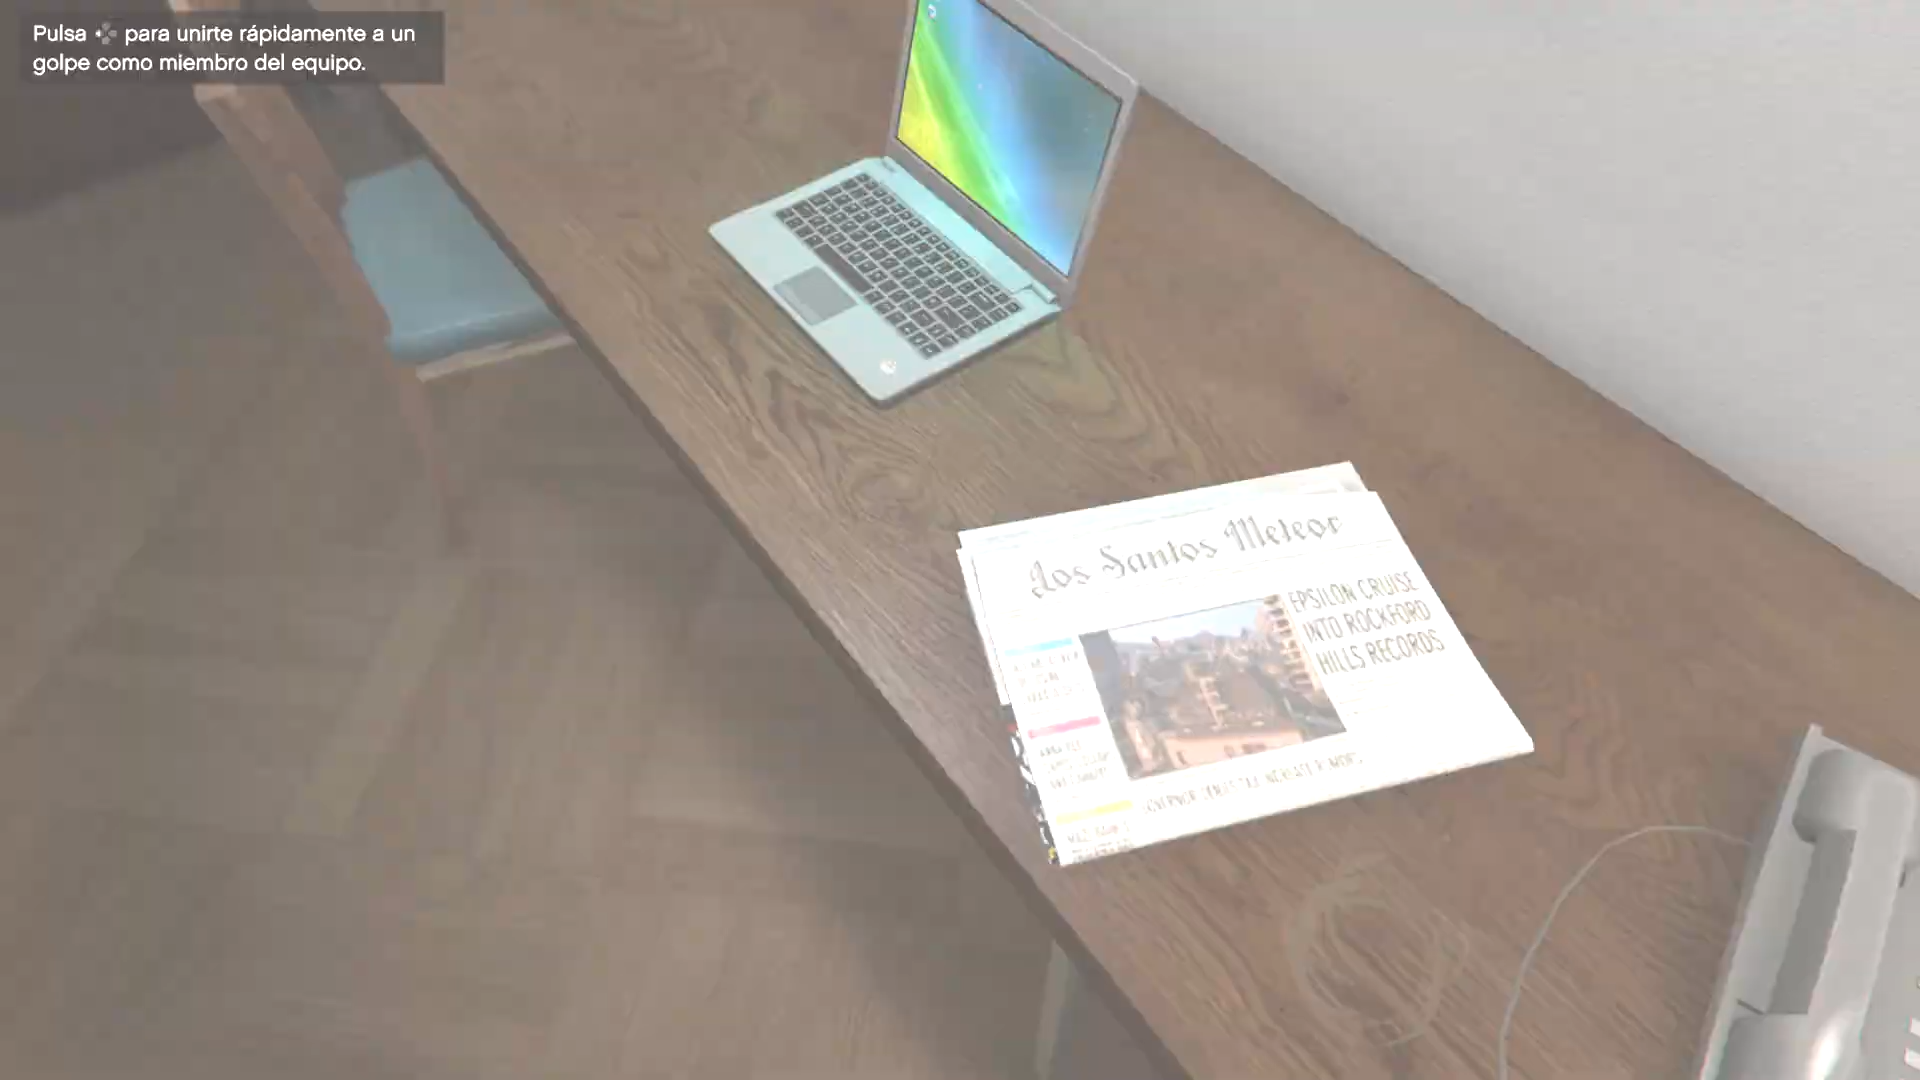 Pulsa para unirte rápidamente a un
golpe como miembro del equipo.
Los Santos Meteor
EPSILON CRUISE
INTO ROCKFORD
HILLS RECORDS